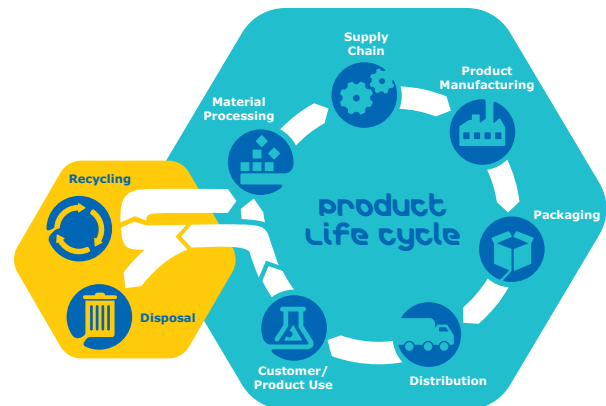 Supply
Chain
Product
Manufacturing
Material
Processing
Recycling
Packaging
product
life cycle
Disposal
Customer/
Product Use
Distribution